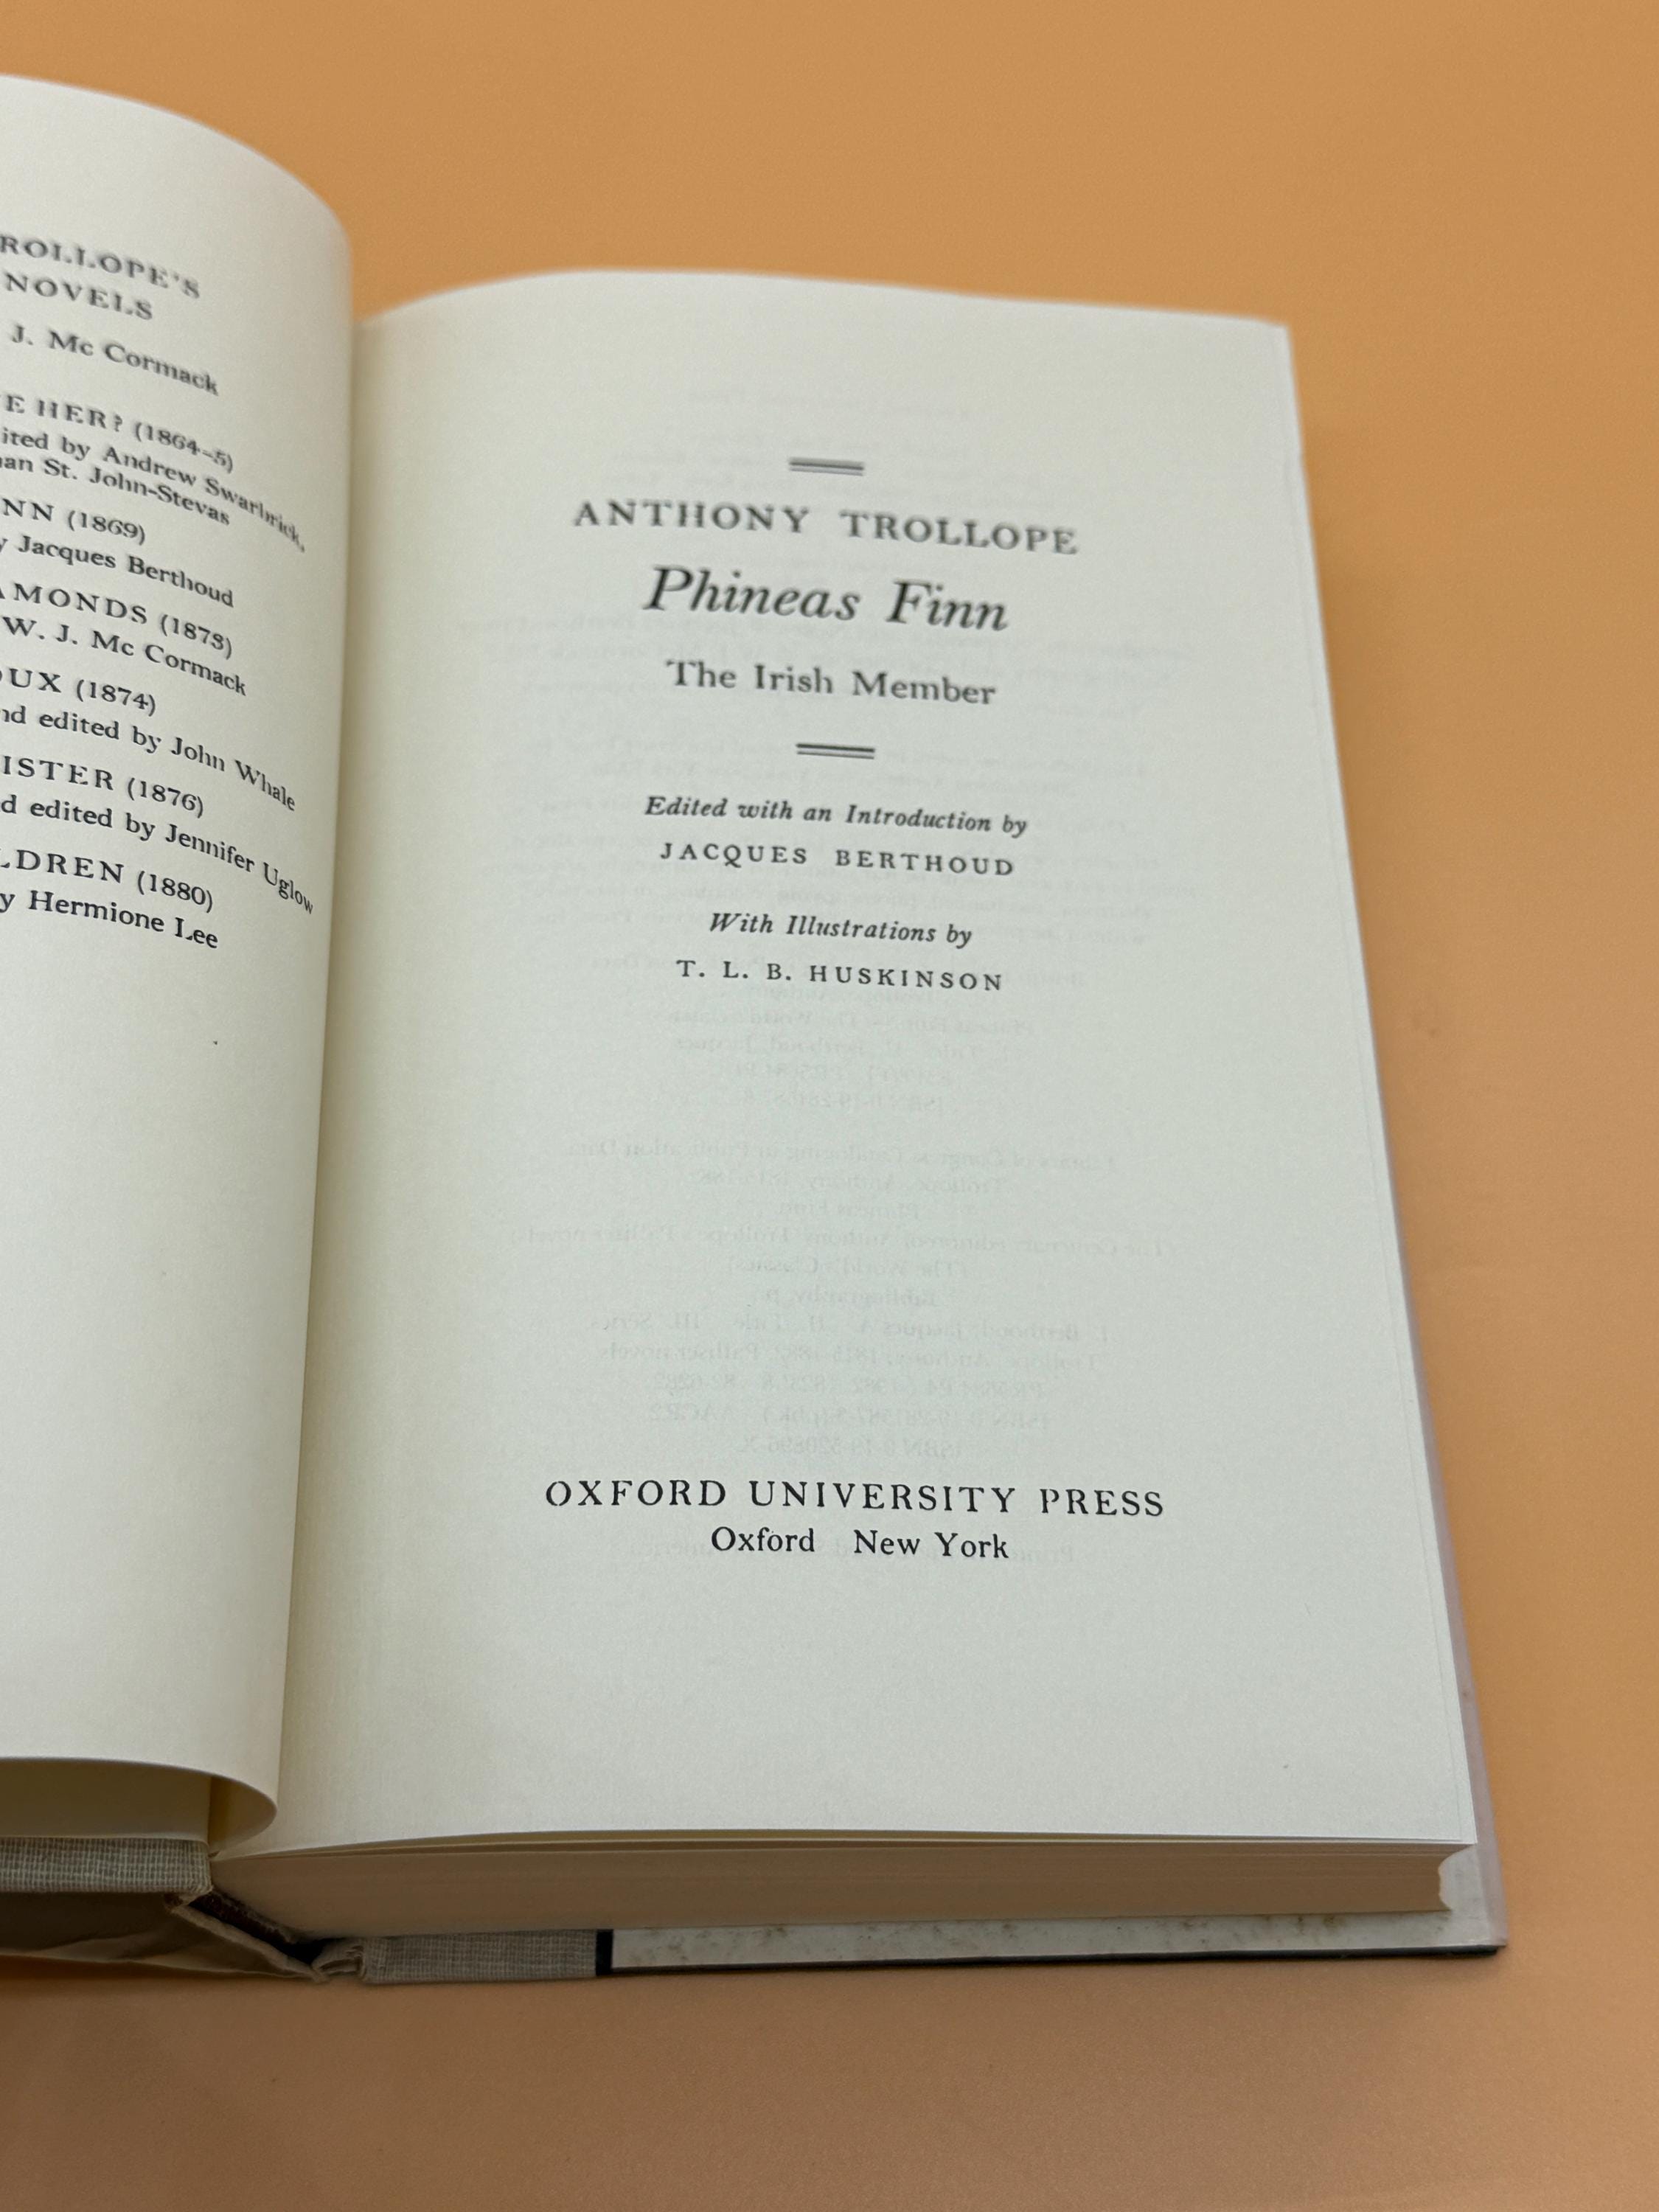 ROLLOPE'S
NOVELS
J. Mc Cormack
E HER? (1864–5)
ited by Andrew Swarbrick,
an St. John-Stevas
NN (1869)
y Jacques Berthoud
AMONDS (1873)
W. J. Mc Cormack
UX (1874)
nd edited by John Whale
ISTER (1876)
d edited by Jennifer Uglow
LDREN (1880)
y Hermione Lee
ANTHONY TROLLOPE
Phineas Finn
The Irish Member
Edited with an Introduction by
JACQUES BERTHOUD
With Illustrations by
T. L. B. HUSKINSON
OXFORD UNIVERSITY PRESS
Oxford New York